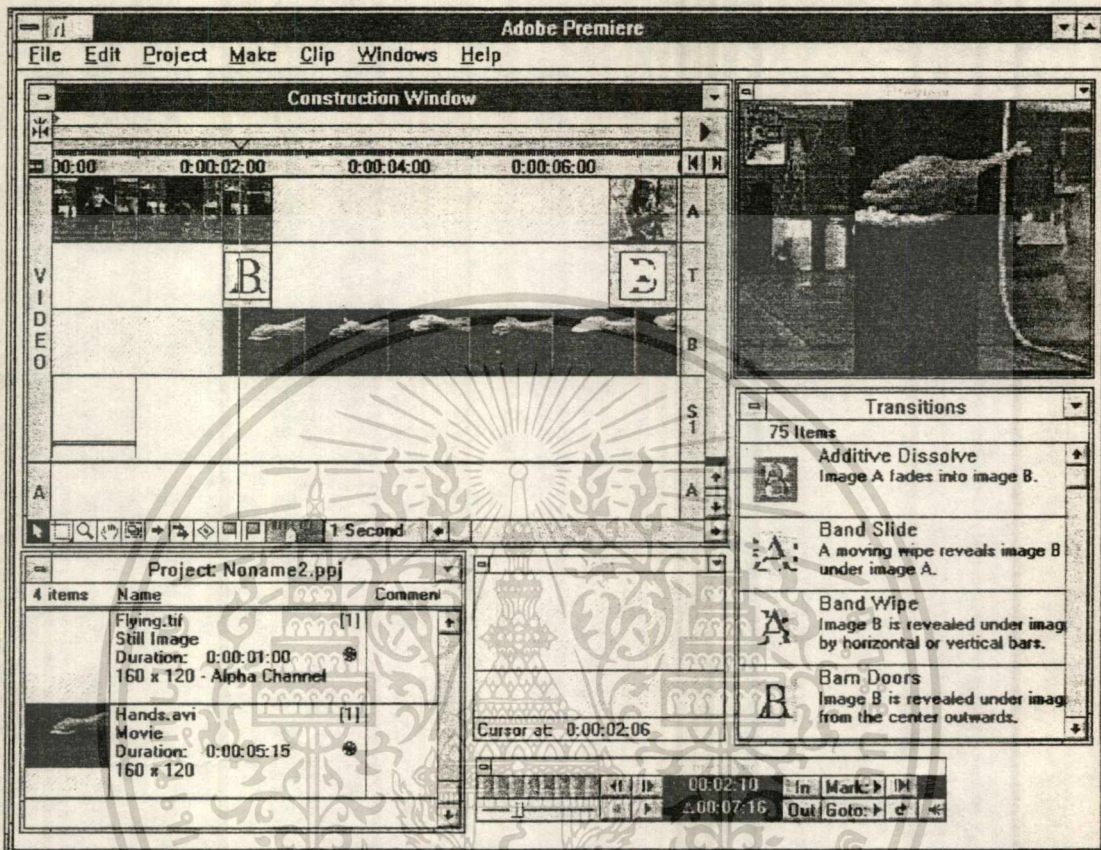 Adobe Premiere
File Edit Project Make Clip Windows Help
Construction Window
00:00 0:00:02:00 0:00:04:00 0:00:06:00
A
B
T
VIDEO
B
S1
A A
1 Second
Project: Noname2.ppj
4 items Name Comment
Flying.tif [1]
Still Image
Duration: 0:00:01:00
160 x 120 - Alpha Channel
Hands.avi [1]
Movie
Duration: 0:00:05:15
160 x 120
Cursor at: 0:00:02:06
Transitions
75 Items
Additive Dissolve
Image A fades into image B.
Band Slide
A moving wipe reveals image B
under image A.
Band Wipe
Image B is revealed under imag
by horizontal or vertical bars.
Barn Doors
Image B is revealed under imag
from the center outwards.
00:02:10 In Mark:
Δ00:07:16 Out Goto: